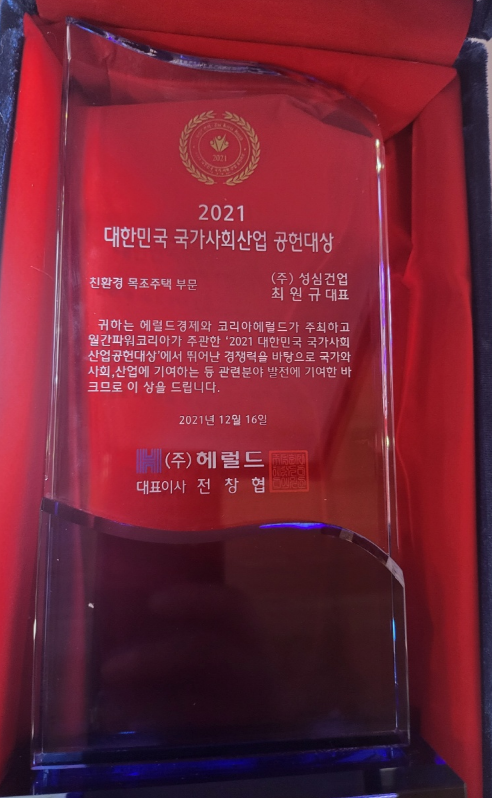 2021
2021
대한민국 국가사회산업 공헌대상
친환경 목조주택 부문
(주) 성심건업
최 원 규 대표
귀하는 헤럴드경제와 코리아헤럴드가 주최하고
월간파워코리아가 주관한 '2021 대한민국 국가사회
산업공헌대상'에서 뛰어난 경쟁력을 바탕으로 국가와
사회,산업에 기여하는 등 관련분야 발전에 기여한 바
크므로 이 상을 드립니다.
2021년 12월 16일
(주) 헤럴드
대표이사 전 창 협